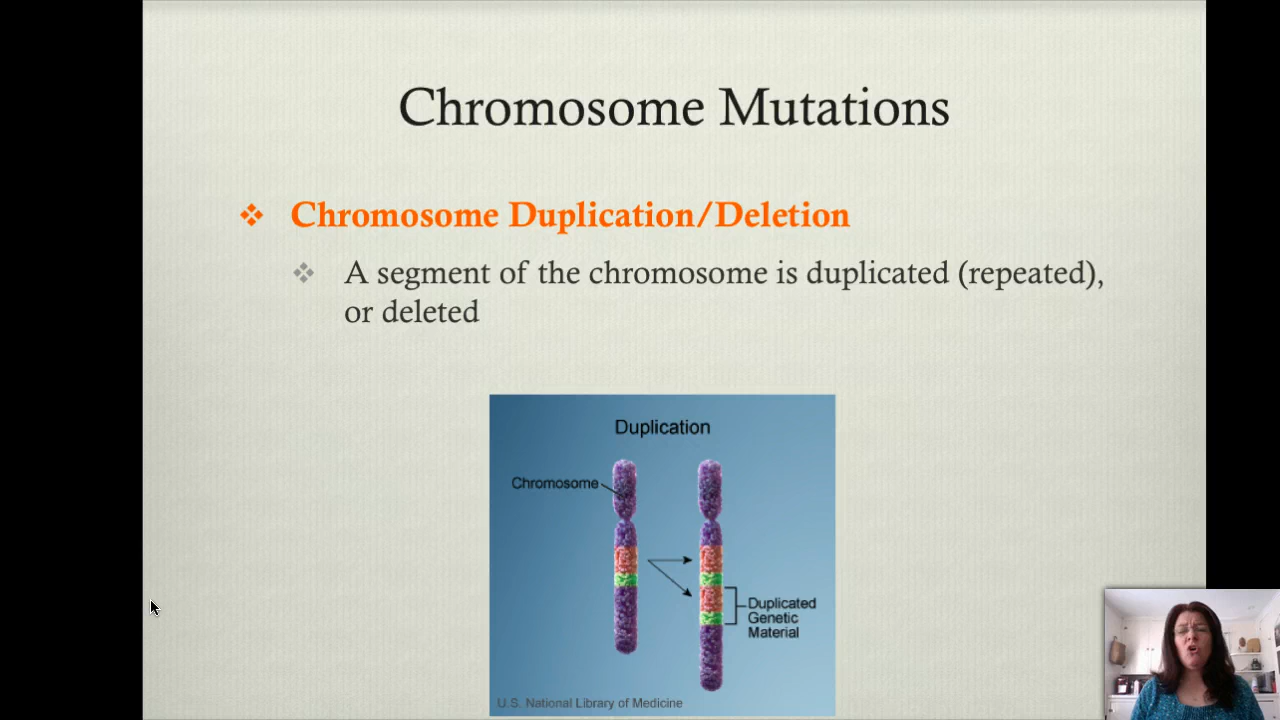 Chromosome Mutations
Chromosome Duplication/Deletion
A segment of the chromosome is duplicated (repeated),
or deleted
Duplication
Chromosome
Duplicated
Genetic
Material
U.S. National Library of Medicine